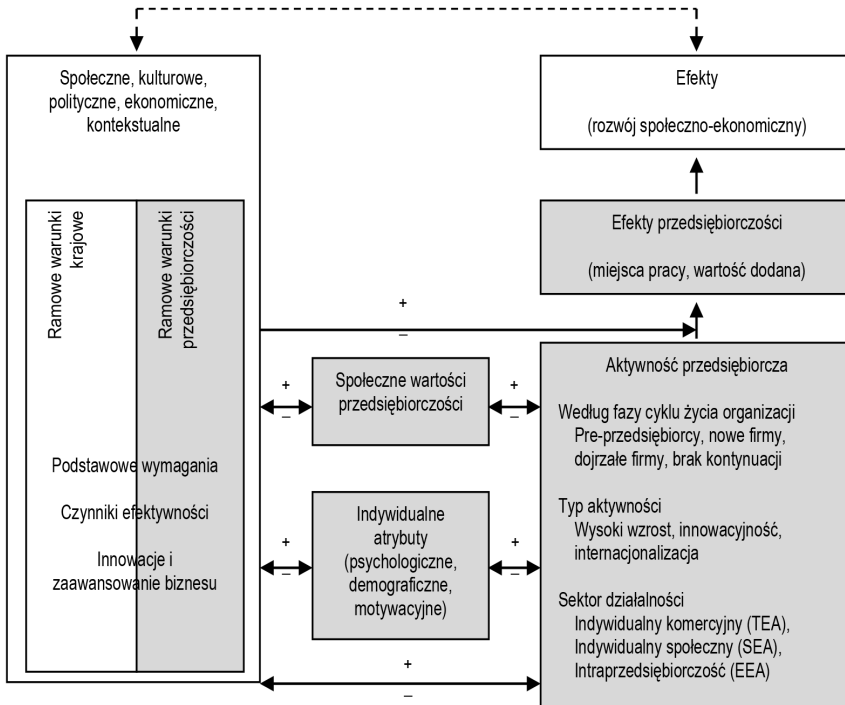 Społeczne, kulturowe,
polityczne, ekonomiczne,
kontekstualne
Ramowe warunki
krajowe
Ramowe warunki
przedsiębiorczości
Podstawowe wymagania
Czynniki efektywności
Innowacje i
zaawansowanie biznesu
+
–
+
–
Społeczne wartości
przedsiębiorczości
+
–
+
–
Indywidualne
atrybuty
(psychologiczne,
demograficzne,
motywacyjne)
+
–
+
–
Efekty
(rozwój społeczno-ekonomiczny)
Efekty przedsiębiorczości
(miejsca pracy, wartość dodana)
Aktywność przedsiębiorcza
Według fazy cyklu życia organizacji
Pre-przedsiębiorcy, nowe firmy,
dojrzałe firmy, brak kontynuacji
Typ aktywności
Wysoki wzrost, innowacyjność,
internacjonalizacja
Sektor działalności
Indywidualny komercyjny (TEA),
Indywidualny społeczny (SEA),
Intraprzedsiębiorczość (EEA)